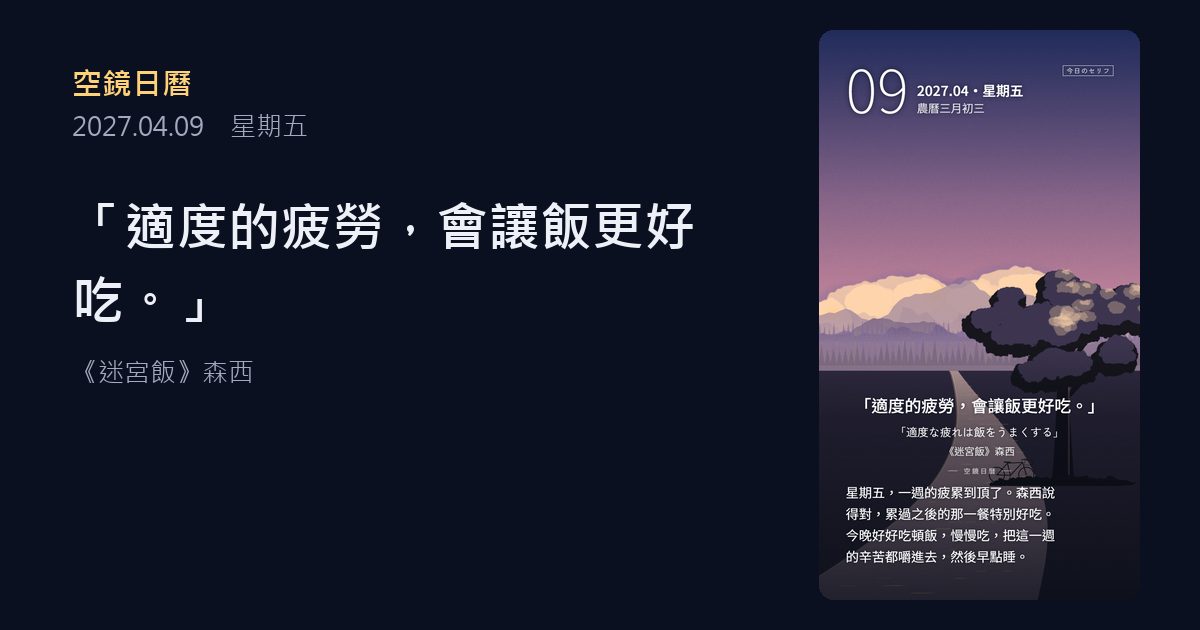 空鏡日曆
2027.04.09 星期五
「適度的疲勞，會讓飯更好
吃。」
《迷宮飯》森西
今日のセリフ
09
2027.04・星期五
農曆三月初三
「適度的疲勞，會讓飯更好吃。」
「適度な疲れは飯をうまくする」
《迷宮飯》森西
— 空鏡日曆
星期五，一週的疲累到頂了。森西說
得對，累過之後的那一餐特別好吃。
今晚好好吃頓飯，慢慢吃，把這一週
的辛苦都嚼進去，然後早點睡。